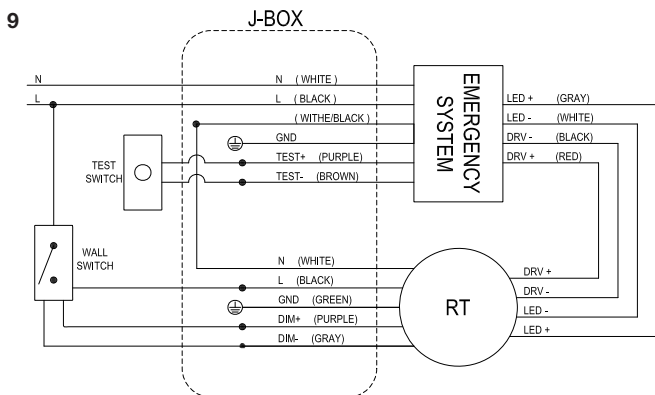 9
J-BOX
N
N (WHITE)
L
L (BLACK)
(WITHE/BLACK)
GND
TEST+ (PURPLE)
TEST- (BROWN)
EMERGENCY
SYSTEM
LED + (GRAY)
LED - (WHITE)
DRV - (BLACK)
DRV + (RED)
TEST
SWITCH
WALL
SWITCH
N (WHITE)
L (BLACK)
GND (GREEN)
DIM+ (PURPLE)
DIM- (GRAY)
RT
DRV +
DRV -
LED -
LED +